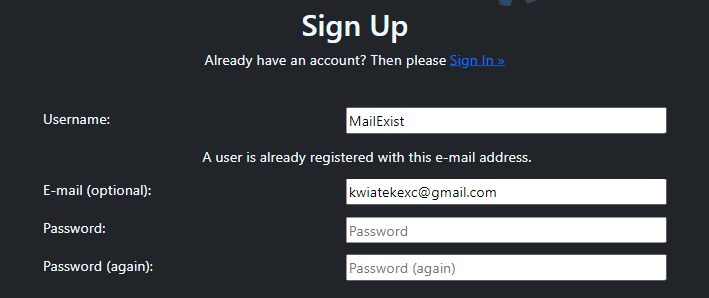 Sign Up
Already have an account? Then please Sign In »
Username: MailExist
A user is already registered with this e-mail address.
E-mail (optional): kwiatekexc@gmail.com
Password: Password
Password (again): Password (again)